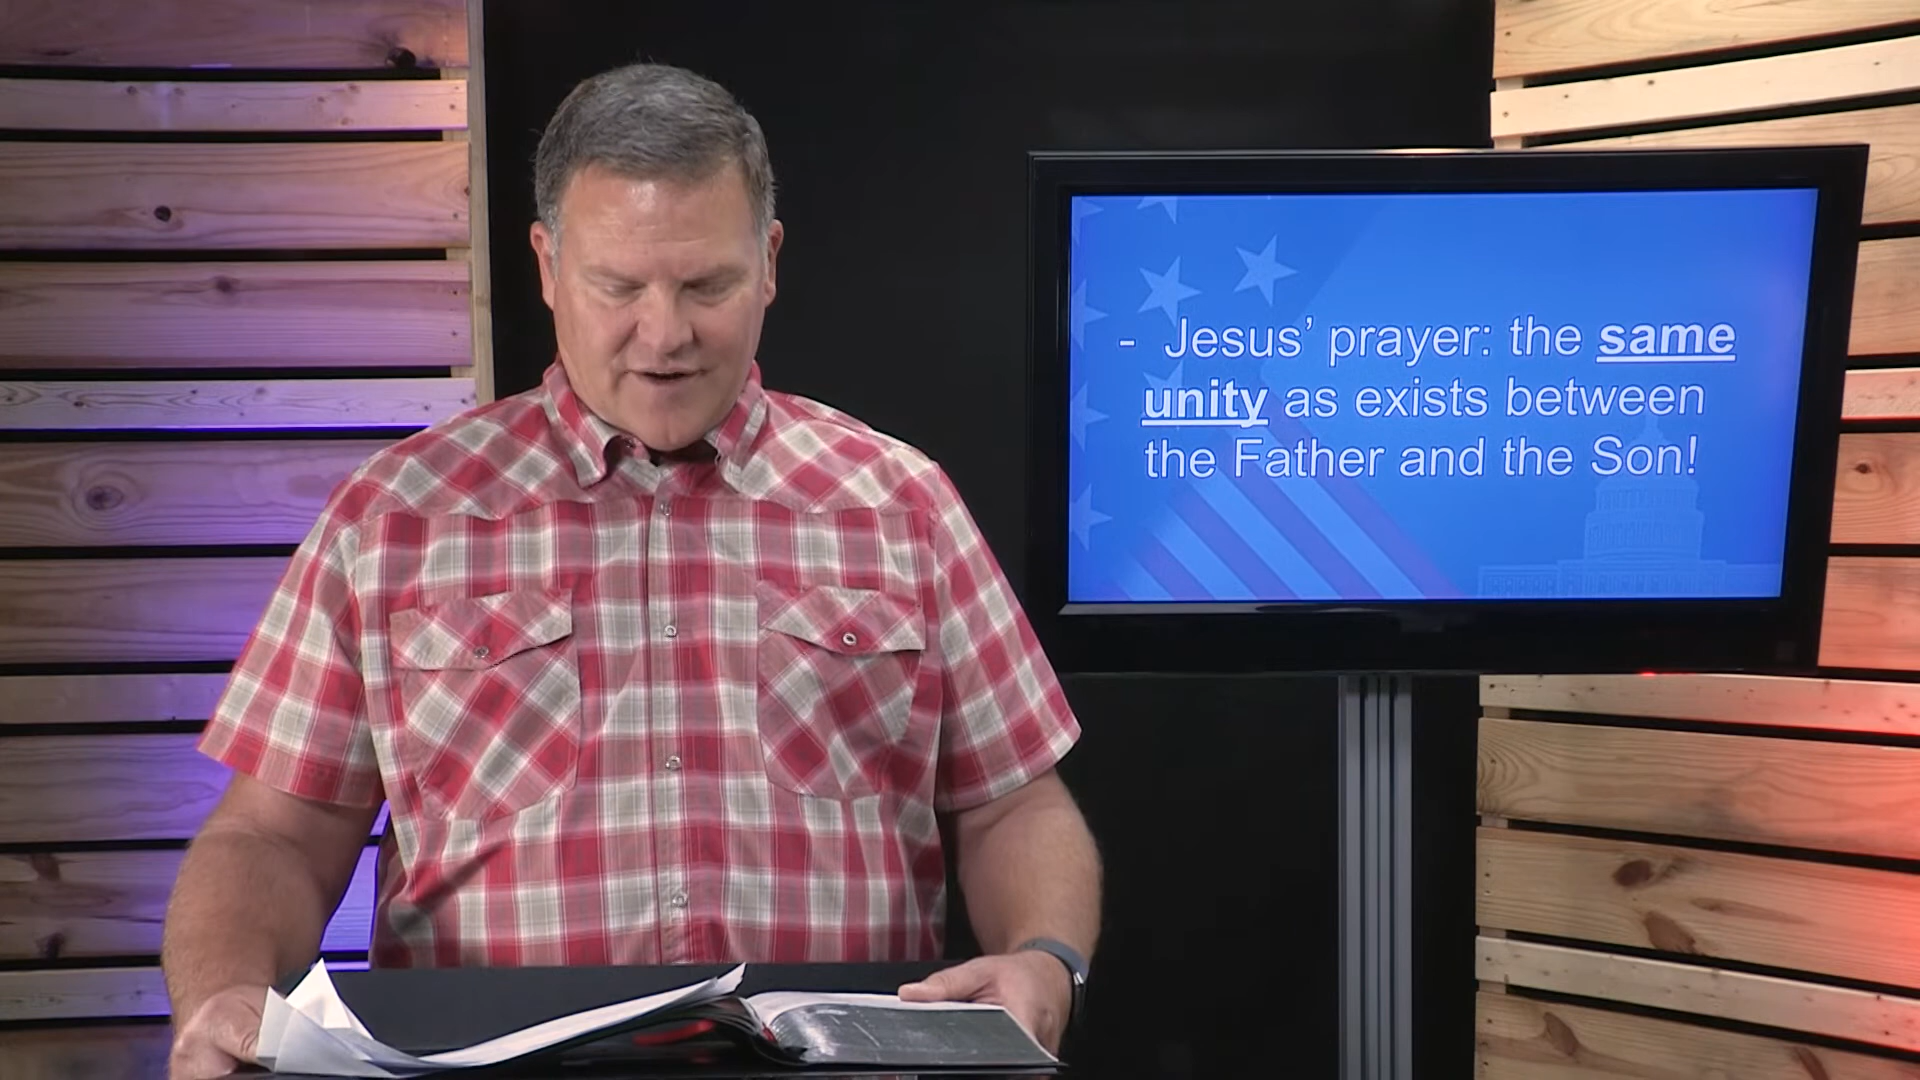 - Jesus’ prayer: the same
unity as exists between
the Father and the Son!